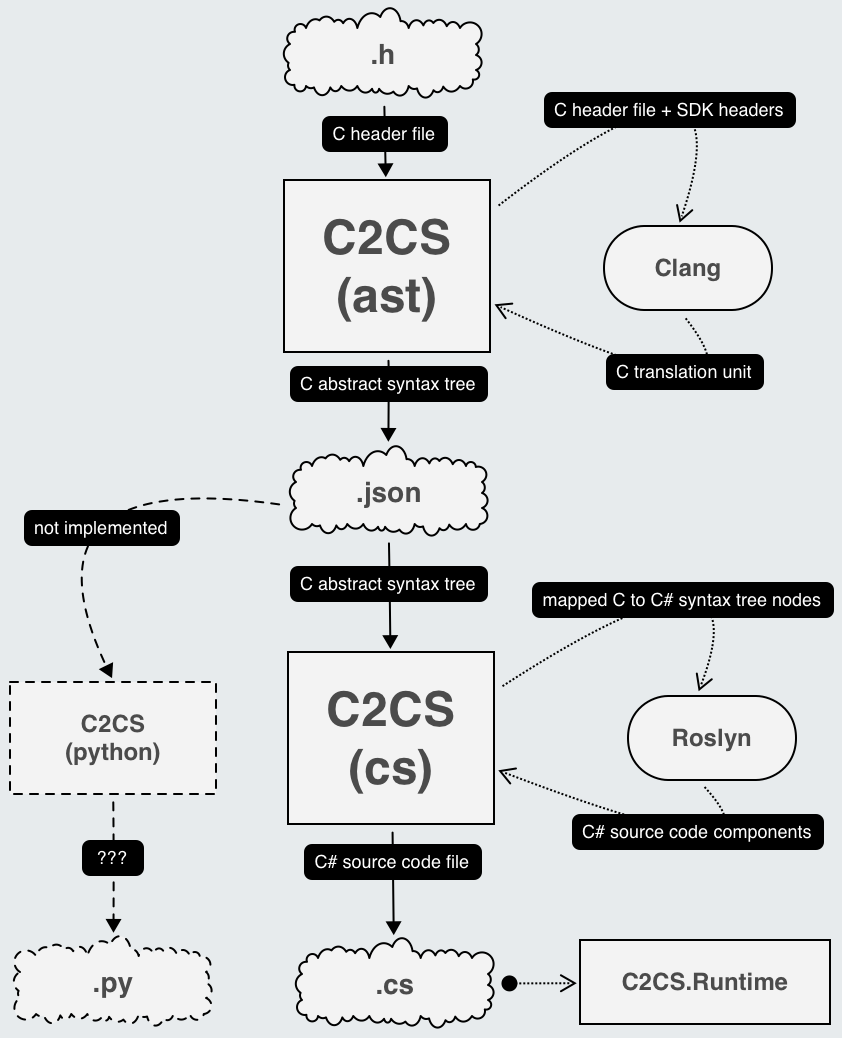 .h
C header file
C header file + SDK headers
C2CS
(ast)
Clang
C translation unit
C abstract syntax tree
.json
not implemented
C abstract syntax tree
mapped C to C# syntax tree nodes
C2CS
(python)
C2CS
(cs)
Roslyn
C# source code components
???
C# source code file
.py
.cs
C2CS.Runtime